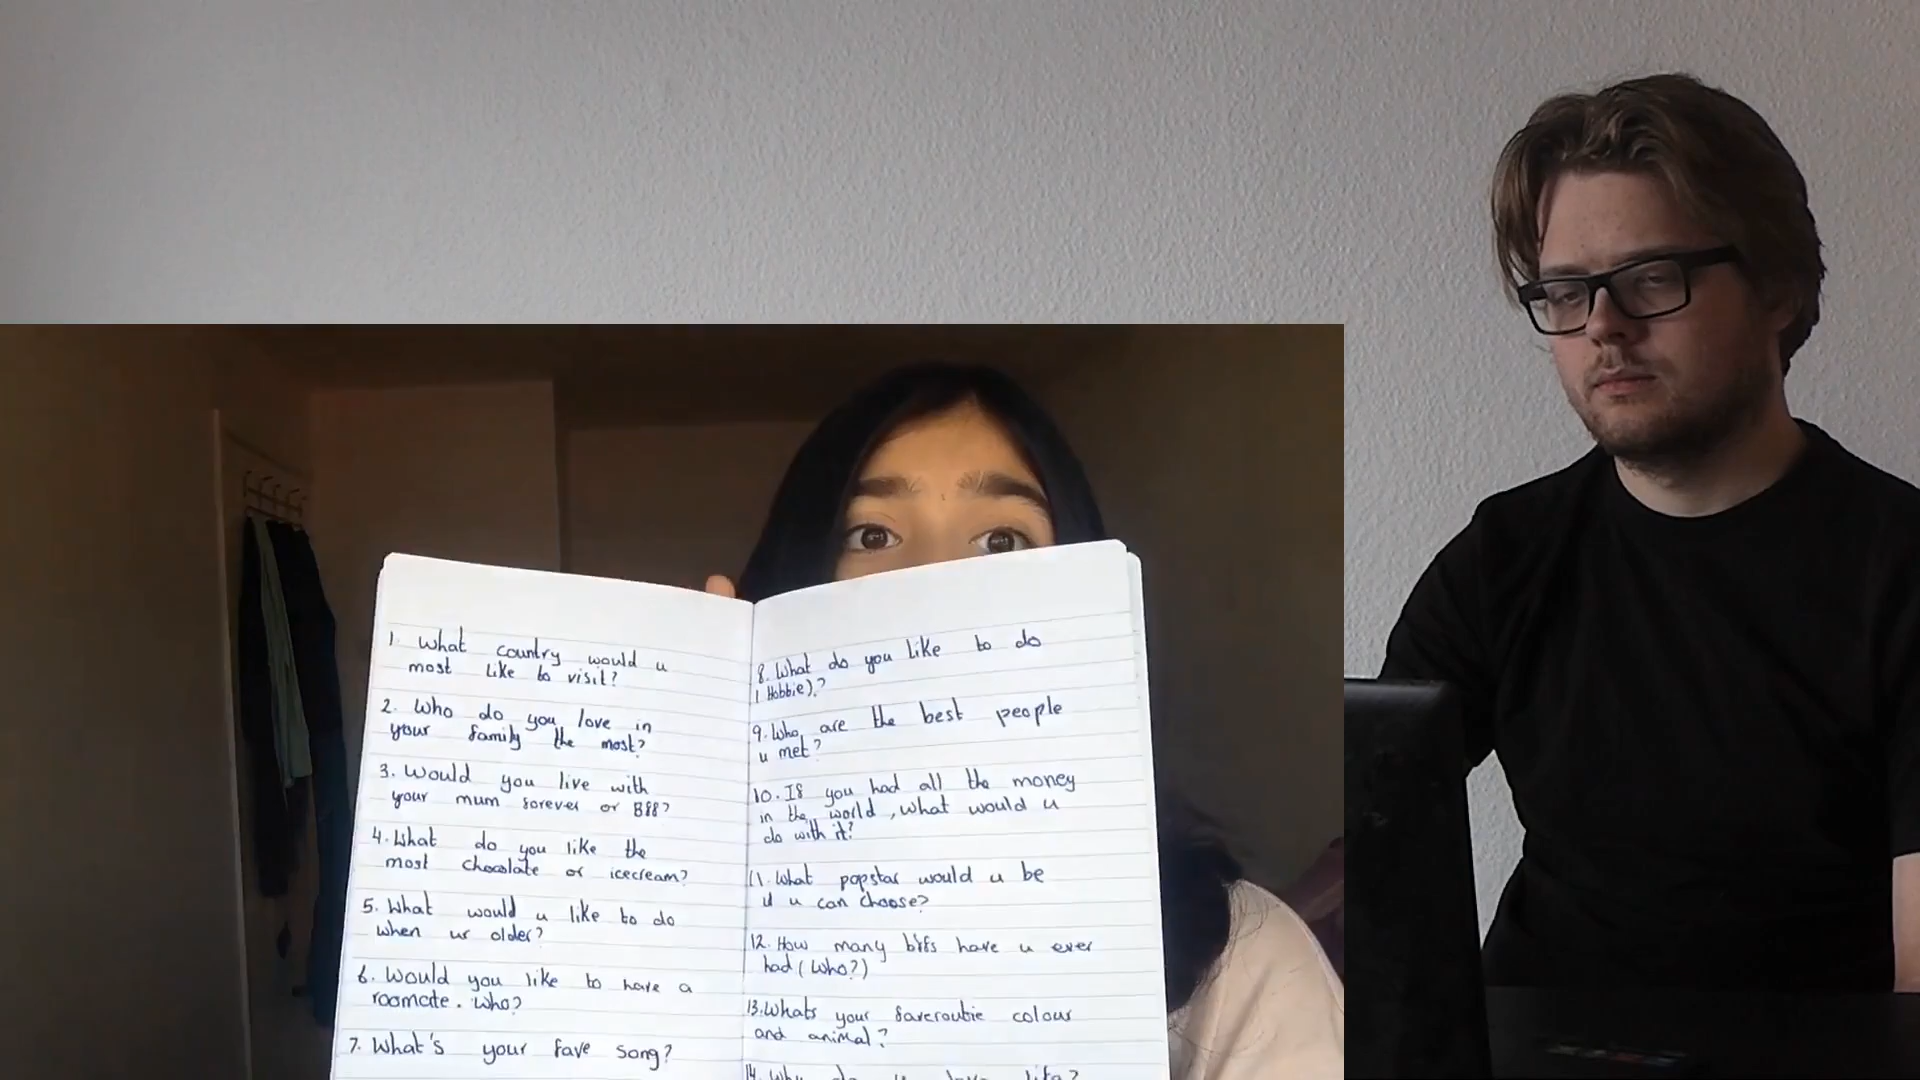 1. What country would u
most like to visit?
2. Who do you love in
your family the most?
3. Would you live with
your mum forever or Bff?
4. What do you like the
most chocolate or icecream?
5. What would u like to do
when ur older?
6. Would you like to have a
roomate. Who?
7. What's your fave song?
8. What do you like to do
(Hobbie)?
9. Who are the best people
u met?
10. If you had all the money
in the world, what would u
do with it?
11. What popstar would u be
if u can choose?
12. How many bffs have u ever
had (Who?)
13. Whats your faveroutie colour
and animal?
14. Why do u love life?